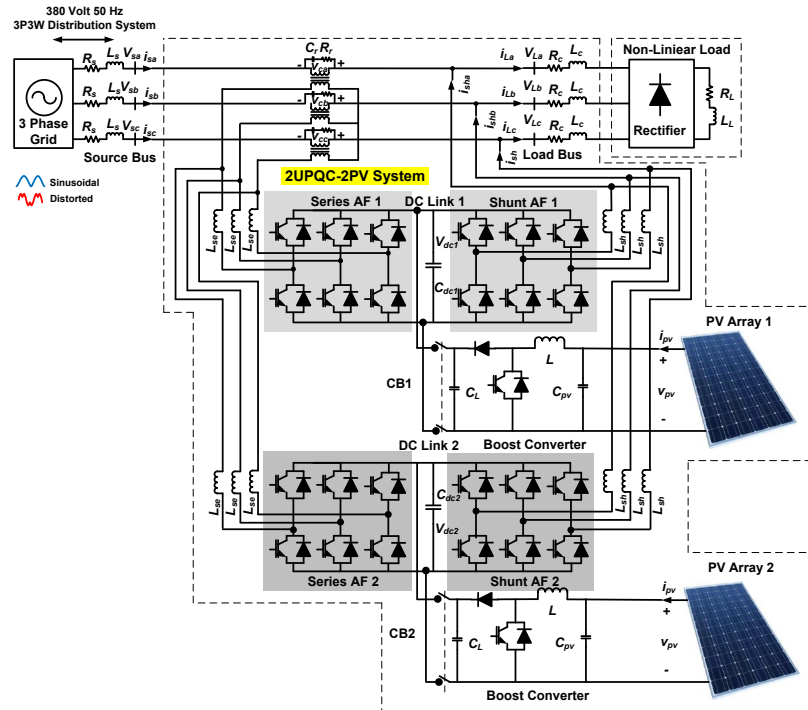 380 Volt 50 Hz
3P3W Distribution System
Rs Ls Vsa isa
Rs Ls Vsb isb
Rs Ls Vsc isc
3 Phase
Grid
Source Bus
Cr Rr
- Vca +
- Vcb +
- Vcc +
iLa VLa Rc Lc
iLb VLb Rc Lc
iLc VLc Rc Lc
isha
ishb
ish
Load Bus
Non-Liniear Load
Rectifier
RL
LL
Sinusoidal
Distorted
2UPQC-2PV System
Series AF 1
DC Link 1
Shunt AF 1
Lse Lse Lse
Vdc1
Cdc1
Lsh Lsh Lsh
PV Array 1
CB1
CL
L
Cpv
ipv
+
vpv
-
Boost Converter
DC Link 2
Lse Lse Lse
Cdc2
Vdc2
Lsh Lsh Lsh
Series AF 2
Shunt AF 2
PV Array 2
CB2
CL
L
Cpv
ipv
+
vpv
-
Boost Converter